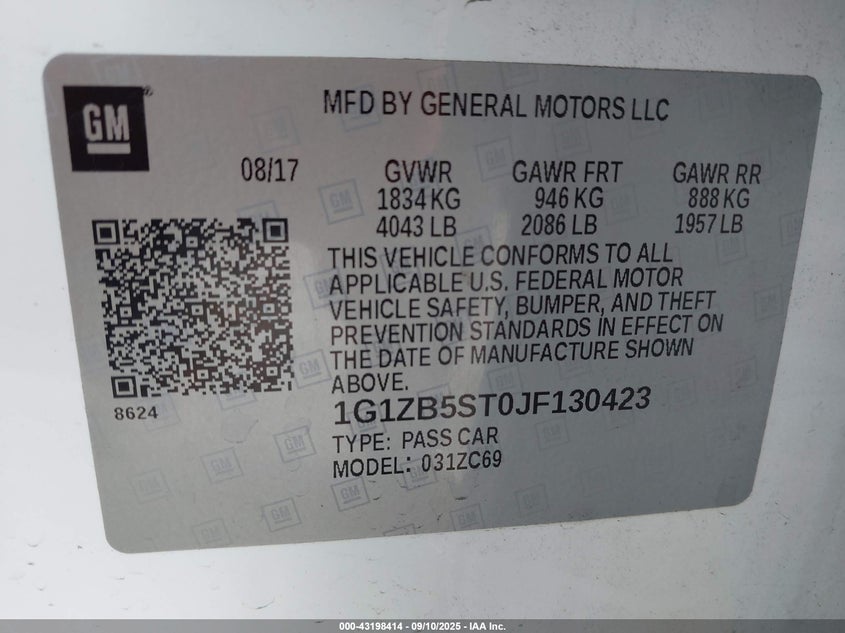 GM®
MFD BY GENERAL MOTORS LLC
08/17 GVWR GAWR FRT GAWR RR
1834 KG 946 KG 888 KG
4043 LB 2086 LB 1957 LB
THIS VEHICLE CONFORMS TO ALL
APPLICABLE U.S. FEDERAL MOTOR
VEHICLE SAFETY, BUMPER, AND THEFT
PREVENTION STANDARDS IN EFFECT ON
THE DATE OF MANUFACTURE SHOWN
ABOVE.
8624
1G1ZB5ST0JF130423
TYPE: PASS CAR
MODEL: 031ZC69
000-43198414 - 09/10/2025 - IAA Inc.